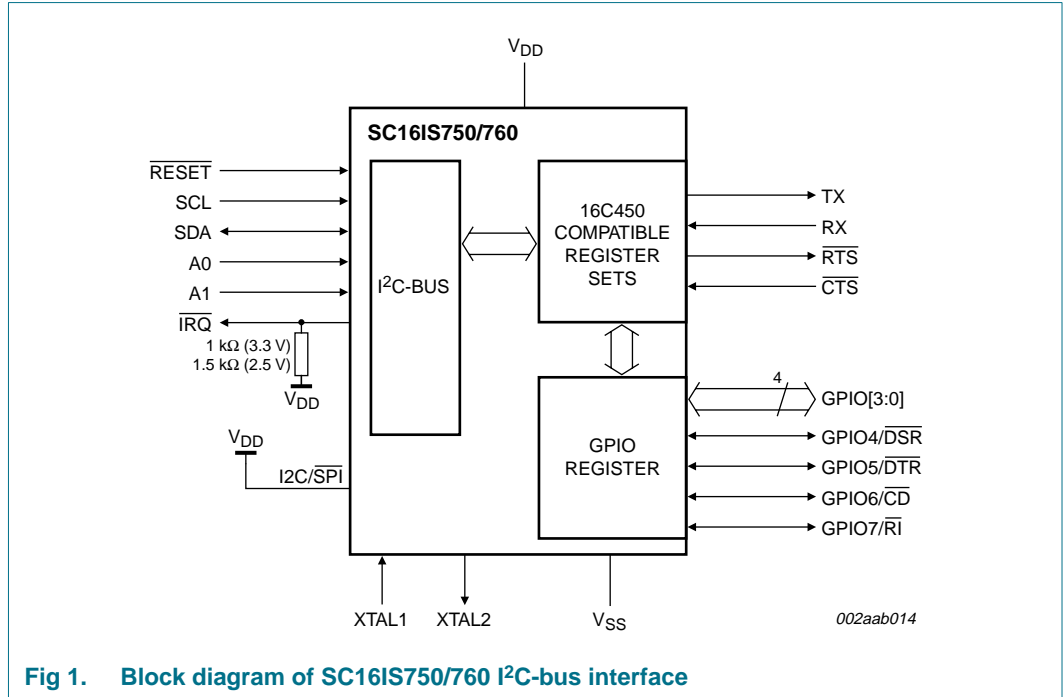 VDD
SC16IS750/760
RESET
SCL
SDA
A0
A1
IRQ
1 kΩ (3.3 V)
1.5 kΩ (2.5 V)
VDD
VDD
I2C/SPI
I²C-BUS
16C450
COMPATIBLE
REGISTER
SETS
TX
RX
RTS
CTS
GPIO
REGISTER
4
GPIO[3:0]
GPIO4/DSR
GPIO5/DTR
GPIO6/CD
GPIO7/RI
XTAL1
XTAL2
VSS
002aab014
Fig 1. Block diagram of SC16IS750/760 I²C-bus interface